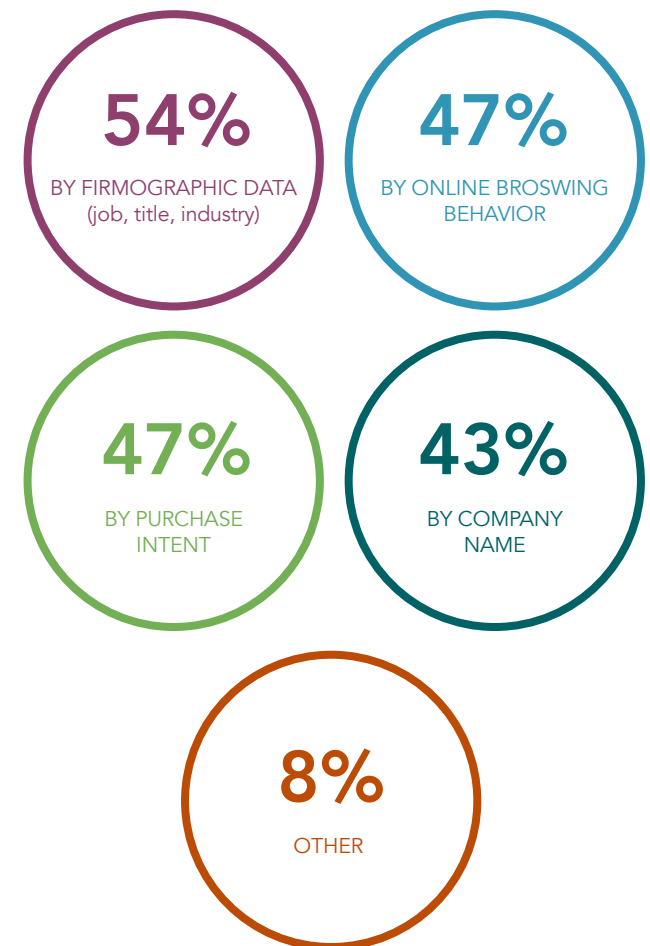 54%
BY FIRMOGRAPHIC DATA
(job, title, industry)
47%
BY ONLINE BROSWING
BEHAVIOR
47%
BY PURCHASE
INTENT
43%
BY COMPANY
NAME
8%
OTHER